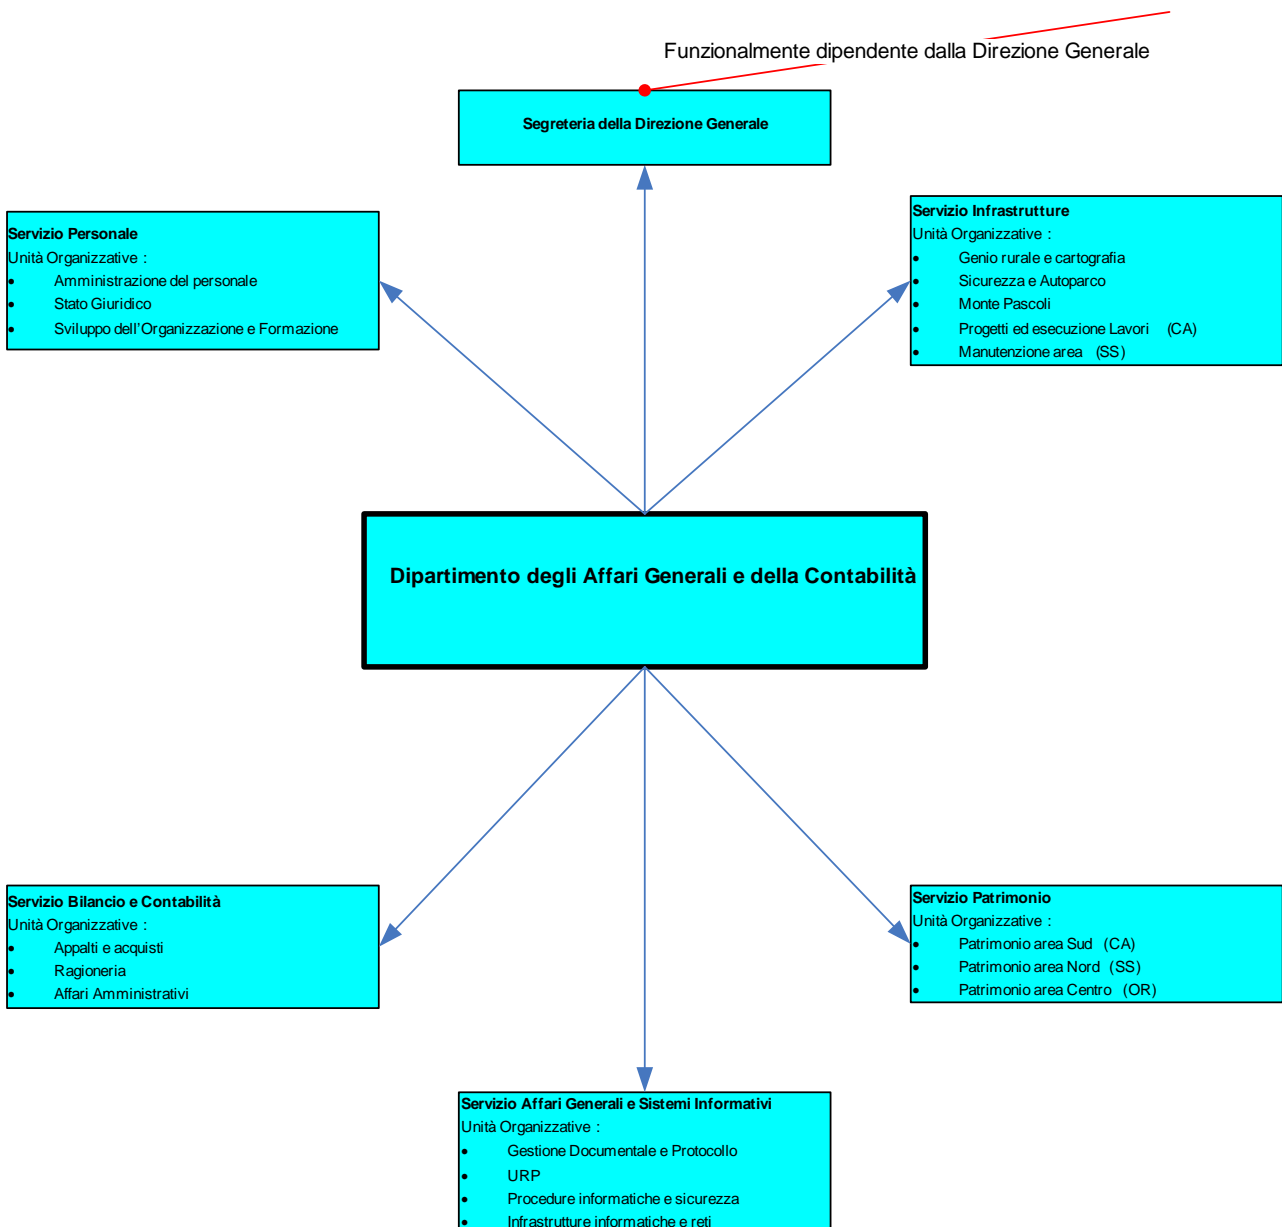 Funzionalmente dipendente dalla Direzione Generale
Segreteria della Direzione Generale
Servizio Personale
Unità Organizzative :
• Amministrazione del personale
• Stato Giuridico
• Sviluppo dell'Organizzazione e Formazione
Servizio Infrastrutture
Unità Organizzative :
• Genio rurale e cartografia
• Sicurezza e Autoparco
• Monte Pascoli
• Progetti ed esecuzione Lavori (CA)
• Manutenzione area (SS)
Dipartimento degli Affari Generali e della Contabilità
Servizio Bilancio e Contabilità
Unità Organizzative :
• Appalti e acquisti
• Ragioneria
• Affari Amministrativi
Servizio Patrimonio
Unità Organizzative :
• Patrimonio area Sud (CA)
• Patrimonio area Nord (SS)
• Patrimonio area Centro (OR)
Servizio Affari Generali e Sistemi Informativi
Unità Organizzative :
• Gestione Documentale e Protocollo
• URP
• Procedure informatiche e sicurezza
• Infrastrutture informatiche e reti